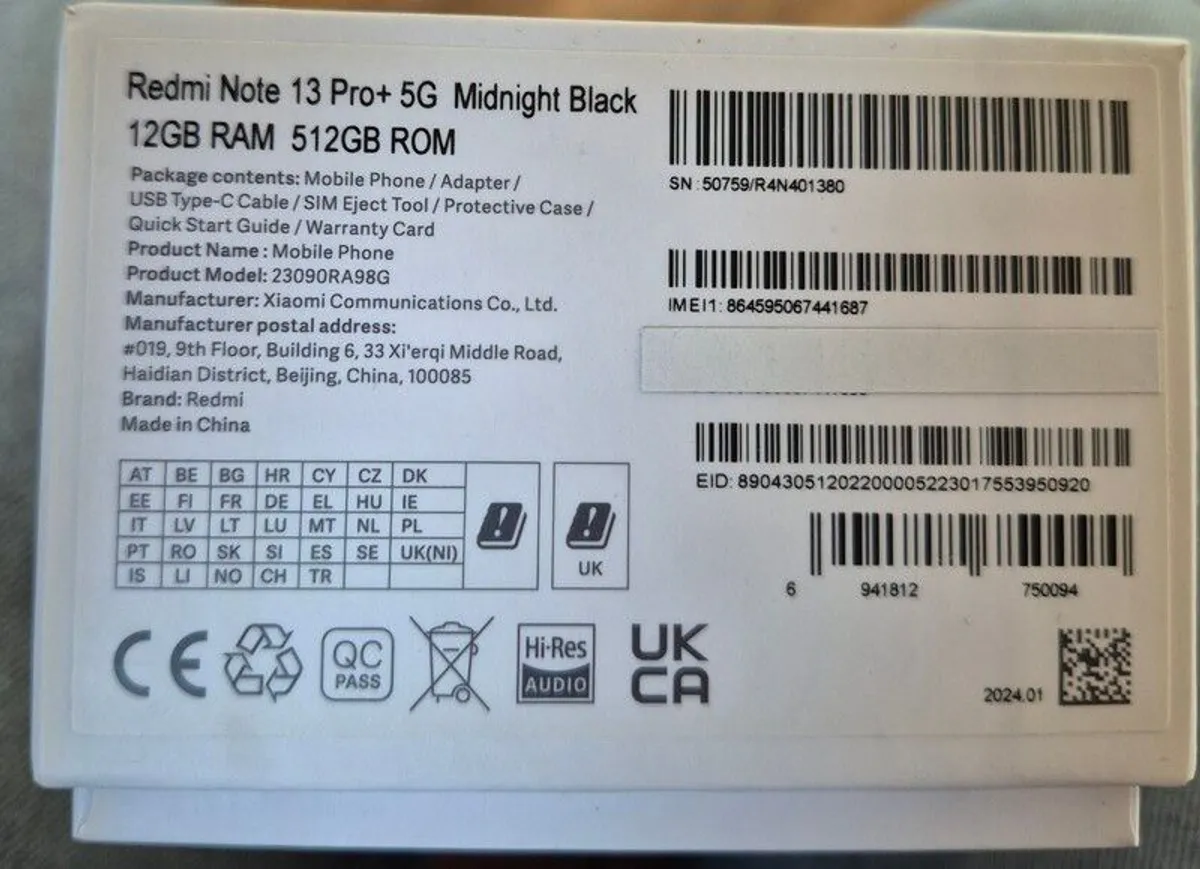 Redmi Note 13 Pro+ 5G Midnight Black
12GB RAM 512GB ROM
Package contents: Mobile Phone / Adapter /
USB Type-C Cable / SIM Eject Tool / Protective Case /
Quick Start Guide / Warranty Card
Product Name : Mobile Phone
Product Model: 23090RA98G
Manufacturer: Xiaomi Communications Co., Ltd.
Manufacturer postal address:
#019, 9th Floor, Building 6, 33 Xi'erqi Middle Road,
Haidian District, Beijing, China, 100085
Brand: Redmi
Made in China
AT BE BG HR CY CZ DK
EE FI FR DE EL HU IE
IT LV LT LU MT NL PL
PT RO SK SI ES SE UK(NI)
IS LI NO CH TR
UK
CE
QC
PASS
Hi-Res
AUDIO
UK
CA
SN : 50759/R4N401380
IMEI1: 864595067441687
EID: 89043051202200005223017553950920
6 941812 750094
2024.01